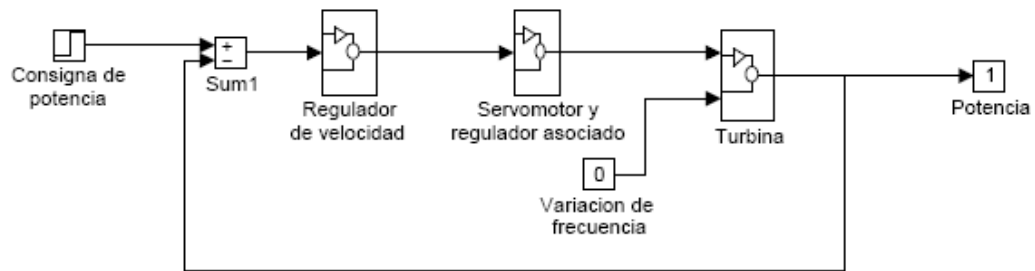 Consigna de
potencia
+
−
Sum1
Regulador
de velocidad
Servomotor y
regulador asociado
Turbina
1
Potencia
0
Variacion de
frecuencia